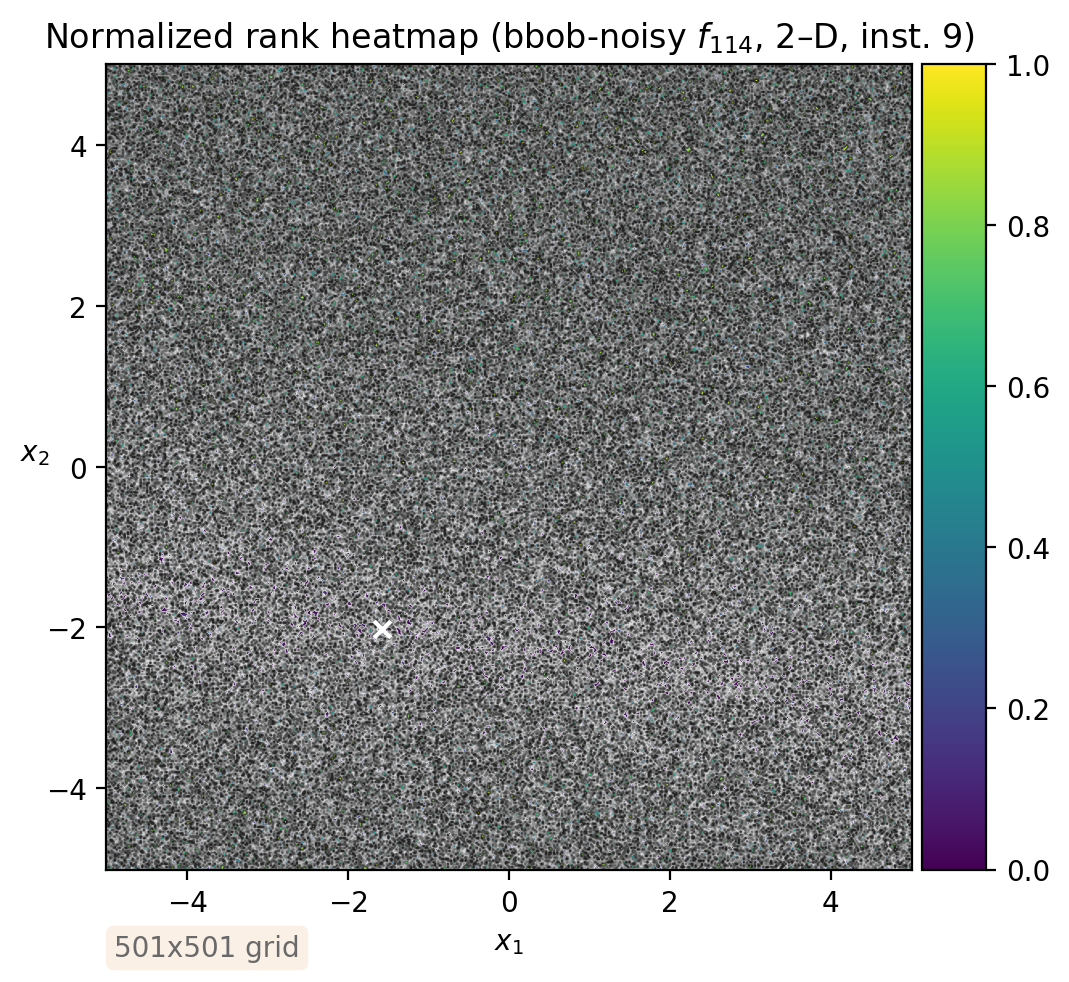 Normalized rank heatmap (bbob-noisy f₁₁₄, 2–D, inst. 9)
1.0
0.8
0.6
0.4
0.2
0.0
4
2
0
−2
−4
x₂
−4 −2 0 2 4
x₁
501x501 grid